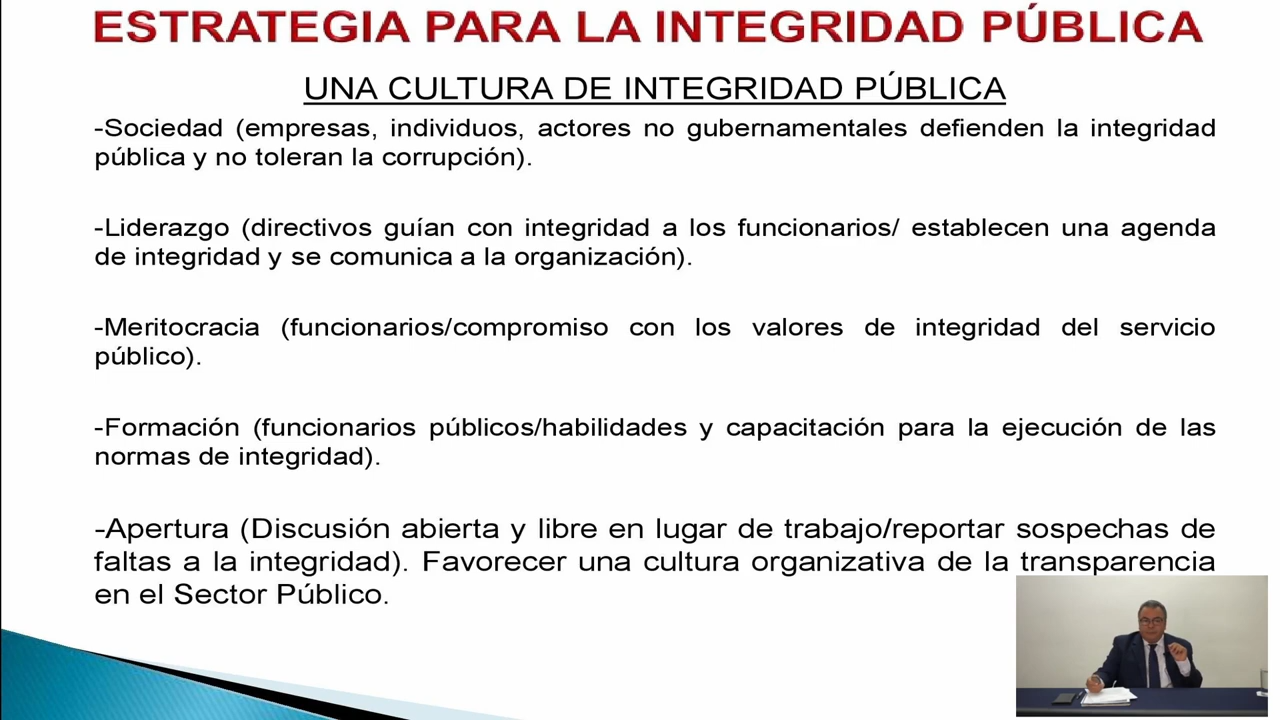 ESTRATEGIA PARA LA INTEGRIDAD PÚBLICA
UNA CULTURA DE INTEGRIDAD PÚBLICA
-Sociedad (empresas, individuos, actores no gubernamentales defienden la integridad
pública y no toleran la corrupción).
-Liderazgo (directivos guían con integridad a los funcionarios/ establecen una agenda
de integridad y se comunica a la organización).
-Meritocracia (funcionarios/compromiso con los valores de integridad del servicio
público).
-Formación (funcionarios públicos/habilidades y capacitación para la ejecución de las
normas de integridad).
-Apertura (Discusión abierta y libre en lugar de trabajo/reportar sospechas de
faltas a la integridad). Favorecer una cultura organizativa de la transparencia
en el Sector Público.